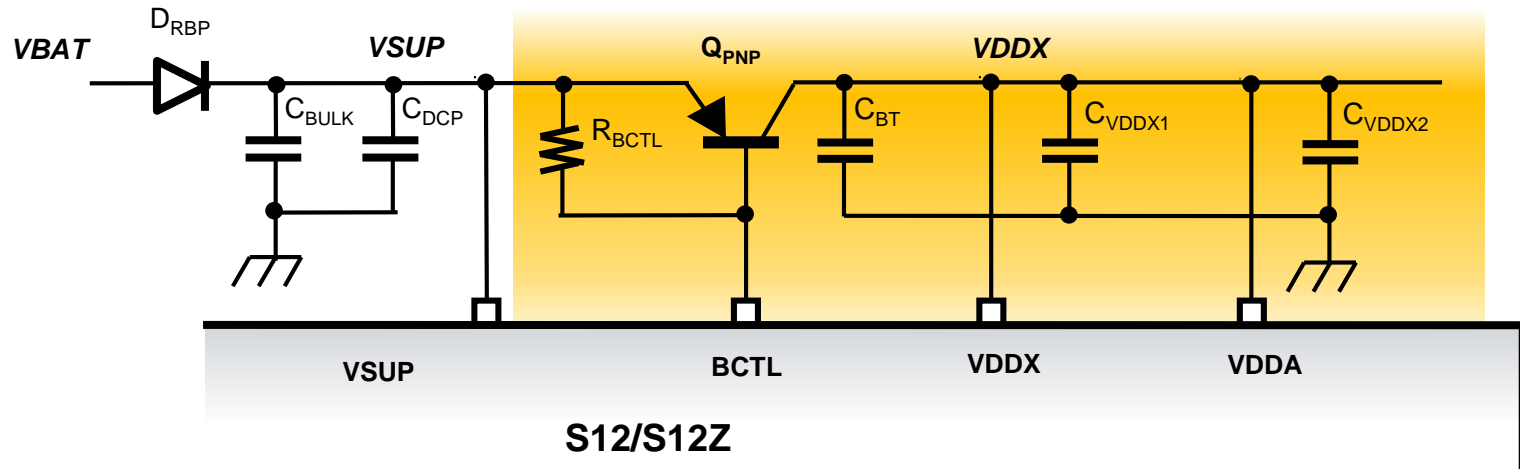 D_RBP
VBAT
VSUP
Q_PNP
VDDX
C_BULK
C_DCP
R_BCTL
C_BT
C_VDDX1
C_VDDX2
VSUP
BCTL
VDDX
VDDA
S12/S12Z